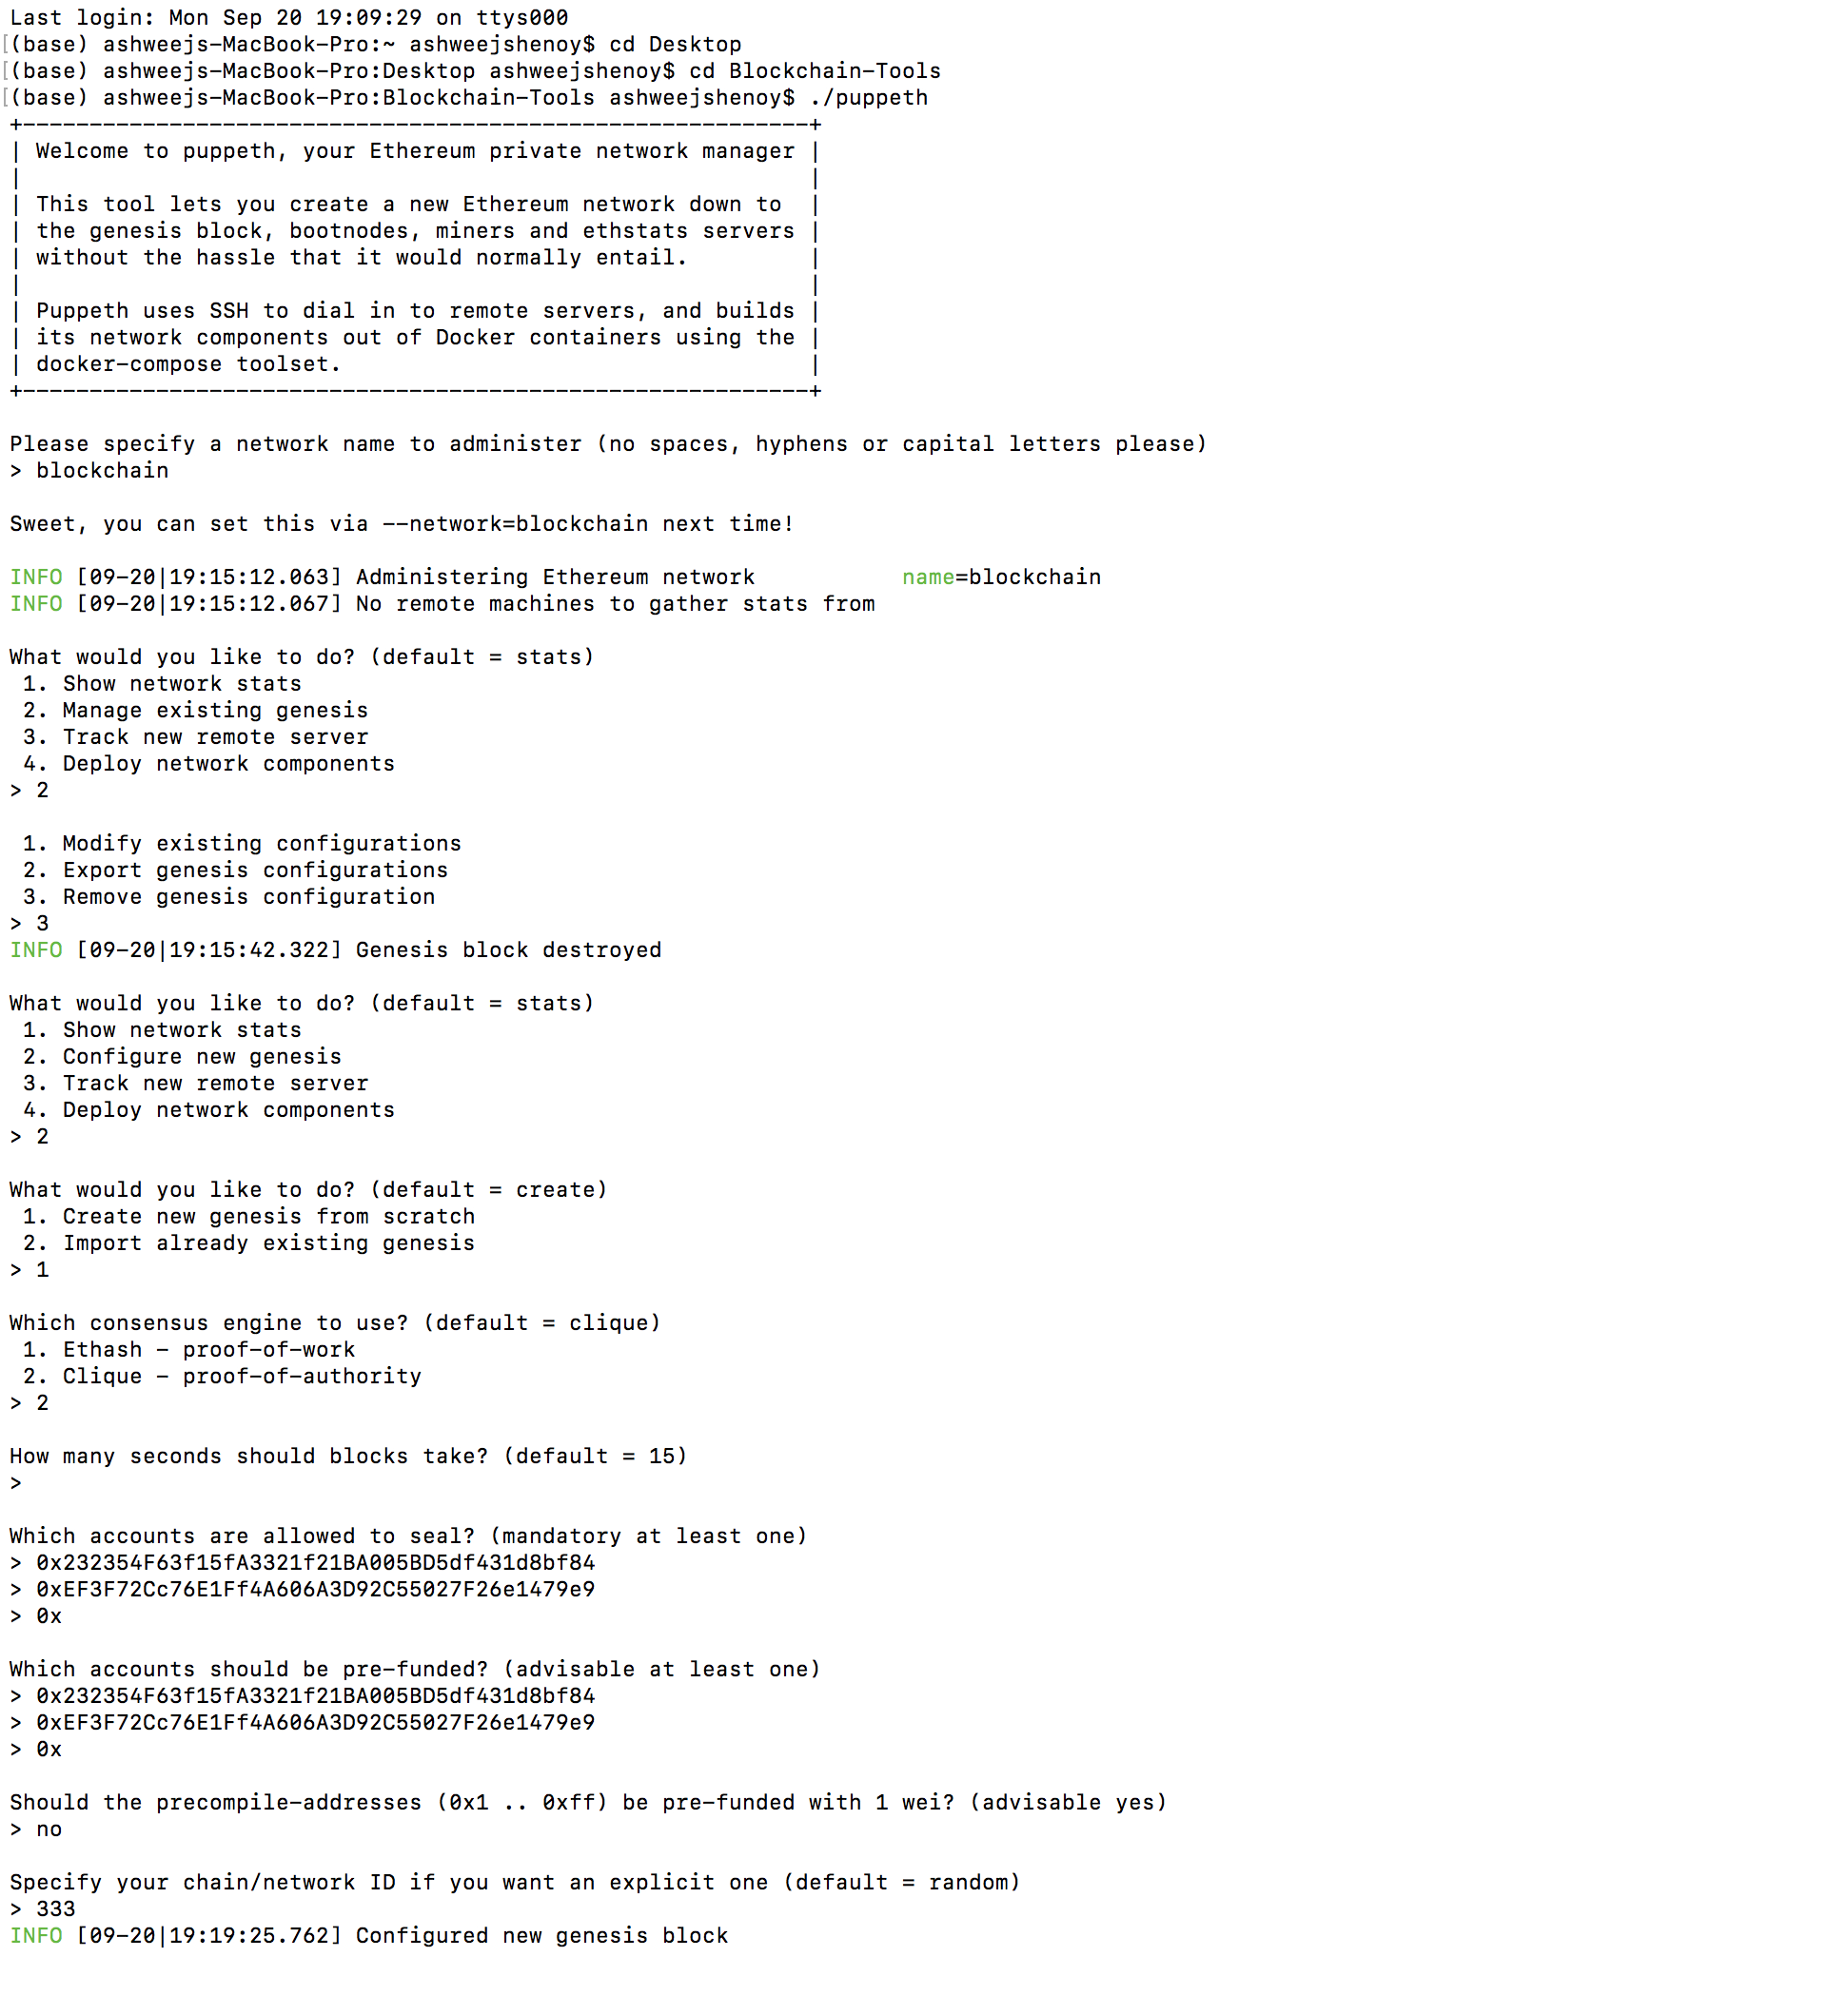 Last login: Mon Sep 20 19:09:29 on ttys000
[(base) ashweejs-MacBook-Pro:~ ashweejshenoy$ cd Desktop
[(base) ashweejs-MacBook-Pro:Desktop ashweejshenoy$ cd Blockchain-Tools
[(base) ashweejs-MacBook-Pro:Blockchain-Tools ashweejshenoy$ ./puppeth
+-----------------------------------------------------------+
| Welcome to puppeth, your Ethereum private network manager |
|                                                           |
| This tool lets you create a new Ethereum network down to  |
| the genesis block, bootnodes, miners and ethstats servers |
| without the hassle that it would normally entail.         |
|                                                           |
| Puppeth uses SSH to dial in to remote servers, and builds |
| its network components out of Docker containers using the |
| docker-compose toolset.                                   |
+-----------------------------------------------------------+
Please specify a network name to administer (no spaces, hyphens or capital letters please)
> blockchain
Sweet, you can set this via --network=blockchain next time!
INFO [09-20|19:15:12.063] Administering Ethereum network           name=blockchain
INFO [09-20|19:15:12.067] No remote machines to gather stats from
What would you like to do? (default = stats)
 1. Show network stats
 2. Manage existing genesis
 3. Track new remote server
 4. Deploy network components
> 2
 1. Modify existing configurations
 2. Export genesis configurations
 3. Remove genesis configuration
> 3
INFO [09-20|19:15:42.322] Genesis block destroyed
What would you like to do? (default = stats)
 1. Show network stats
 2. Configure new genesis
 3. Track new remote server
 4. Deploy network components
> 2
What would you like to do? (default = create)
 1. Create new genesis from scratch
 2. Import already existing genesis
> 1
Which consensus engine to use? (default = clique)
 1. Ethash - proof-of-work
 2. Clique - proof-of-authority
> 2
How many seconds should blocks take? (default = 15)
>
Which accounts are allowed to seal? (mandatory at least one)
> 0x232354F63f15fA3321f21BA005BD5df431d8bf84
> 0xEF3F72Cc76E1Ff4A606A3D92C55027F26e1479e9
> 0x
Which accounts should be pre-funded? (advisable at least one)
> 0x232354F63f15fA3321f21BA005BD5df431d8bf84
> 0xEF3F72Cc76E1Ff4A606A3D92C55027F26e1479e9
> 0x
Should the precompile-addresses (0x1 .. 0xff) be pre-funded with 1 wei? (advisable yes)
> no
Specify your chain/network ID if you want an explicit one (default = random)
> 333
INFO [09-20|19:19:25.762] Configured new genesis block